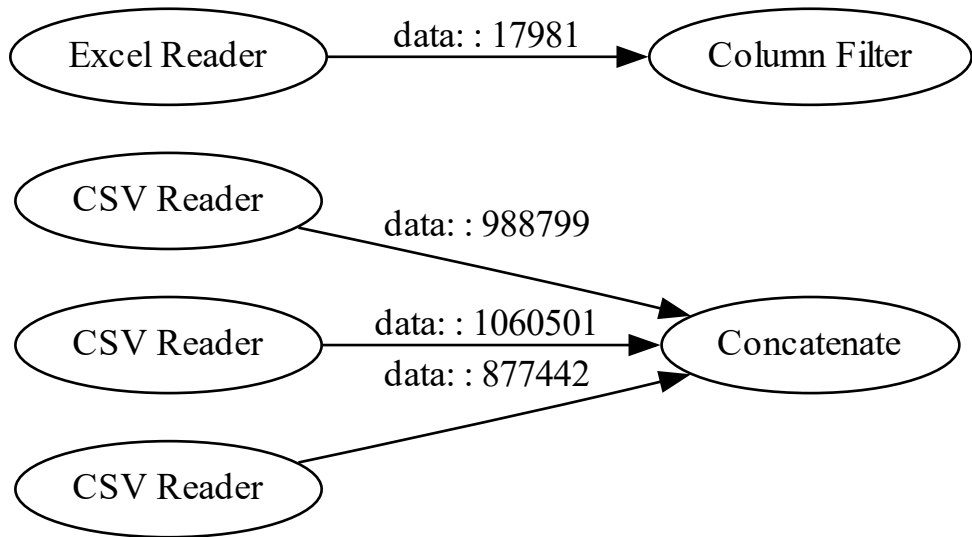 Excel Reader
data: : 17981
Column Filter
CSV Reader
data: : 988799
CSV Reader
data: : 1060501
Concatenate
data: : 877442
CSV Reader